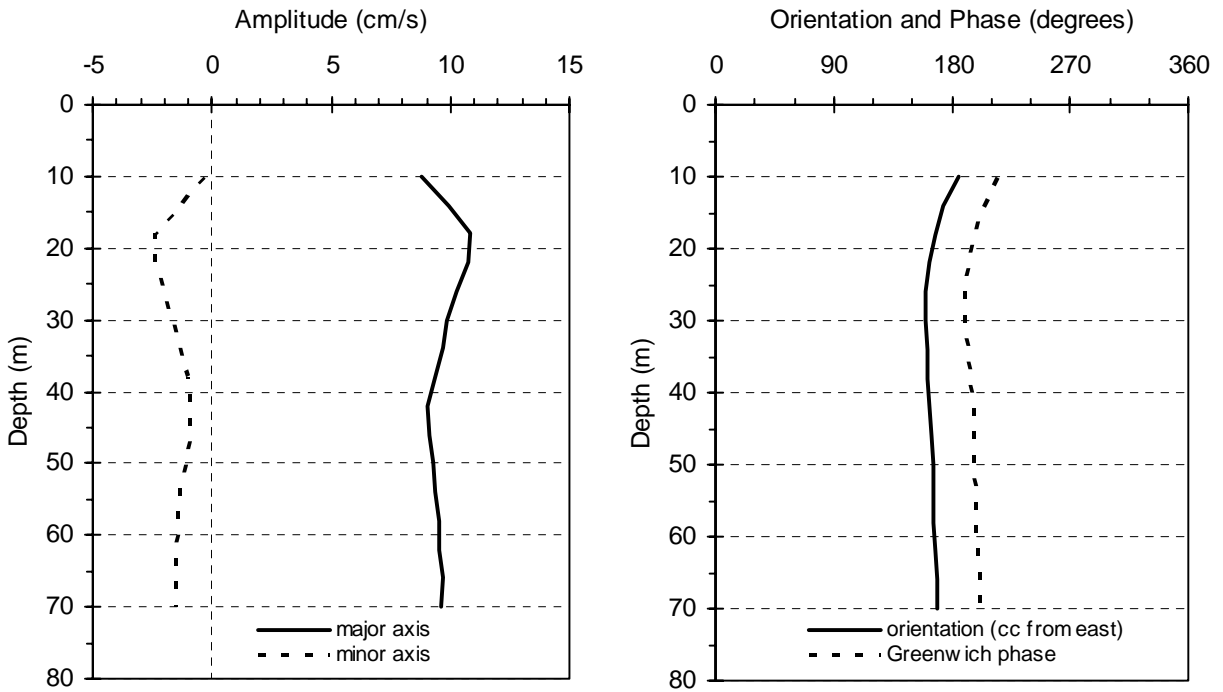 Amplitude (cm/s)
-5 0 5 10 15
0
10
20
30
40
50
60
70
80
Depth (m)
major axis
minor axis
Orientation and Phase (degrees)
0 90 180 270 360
0
10
20
30
40
50
60
70
80
Depth (m)
orientation (cc from east)
Greenwich phase